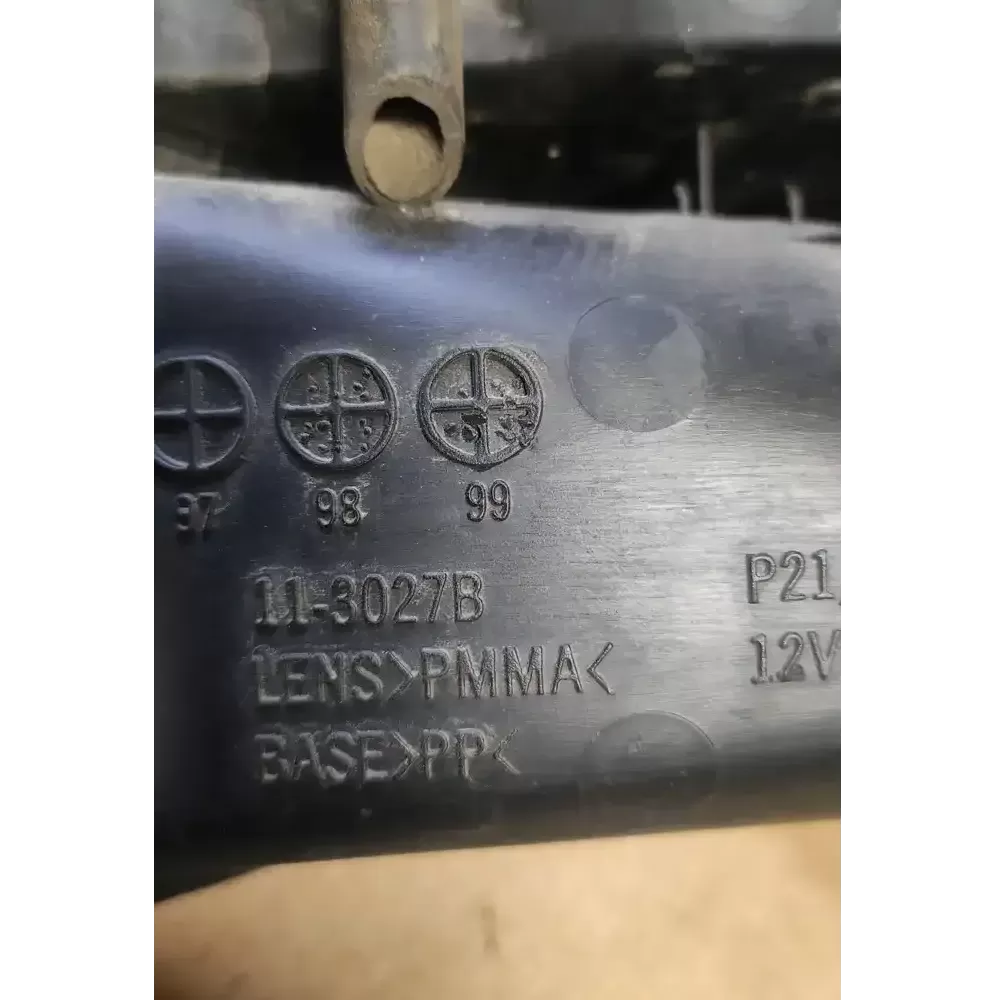 97 98 99
11-3027B
LENS>PMMA<
BASE>PP<
P21
12V